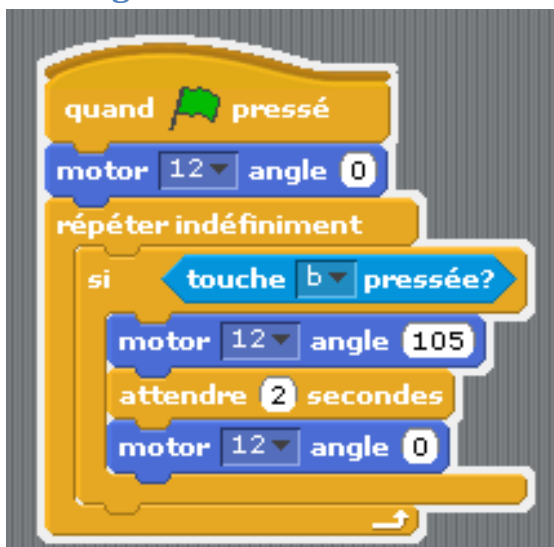 quand pressé
motor 12 angle 0
répéter indéfiniment
si touche b pressée?
motor 12 angle 105
attendre 2 secondes
motor 12 angle 0